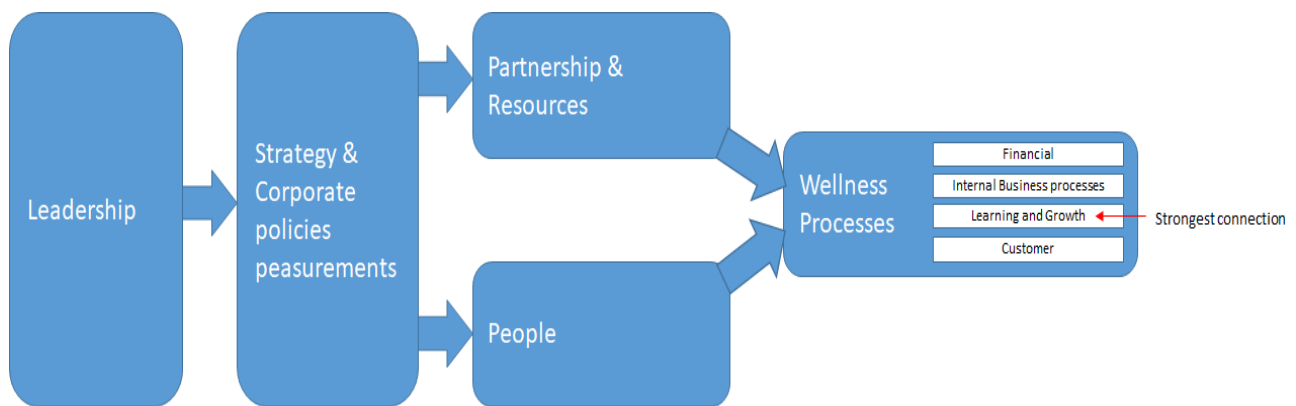 Leadership
Strategy &
Corporate
policies
peasurements
Partnership &
Resources
People
Wellness
Processes
Financial
Internal Business processes
Learning and Growth
Customer
Strongest connection